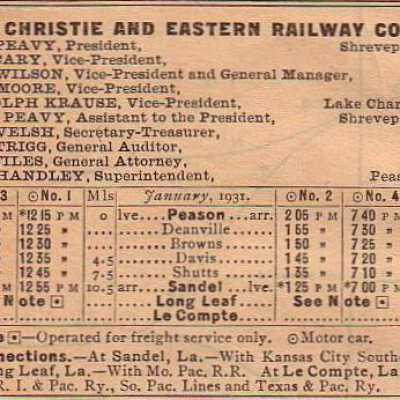 CHRISTIE AND EASTERN RAILWAY CO
PEAVY, President, Shrevep
CARY, Vice-President,
WILSON, Vice-President and General Manager,
MOORE, Vice-President,
OLPH KRAUSE, Vice-President, Lake Char
PEAVY, Assistant to the President, Shrevep
WELSH, Secretary-Treasurer,
TRIGG, General Auditor,
ILES, General Attorney,
HANDLEY, Superintendent, Peas
3 ⊙No. 1 Mls January, 1931. ⊙No. 2 No. 4
M *12 15 P M 0 lve.....Peason...arr. 2 05 P M 7 40 P M
12 25 " .....Deanville..... 1 55 " 7 30 "
12 30 " .....Browns..... 1 50 " 7 25 "
12 35 " 4.5 .....Davis..... 1 45 " 7 20
12 45 " 7.5 .....Shutts..... 1 35 " 7 10
M 12 55 P M 10.5 arr.....Sandel....lve. *1 25 P M *7 00 P M
Note ⊡ .....Long Leaf..... See Note ⊡
.....Le Compte.....
⊡—Operated for freight service only. ⊙ Motor car.
nections.—At Sandel, La.—With Kansas City South
g Leaf, La.—With Mo. Pac. R.R. At Le Compte, La
R. I. & Pac. Ry., So. Pac. Lines and Texas & Pac. Ry.